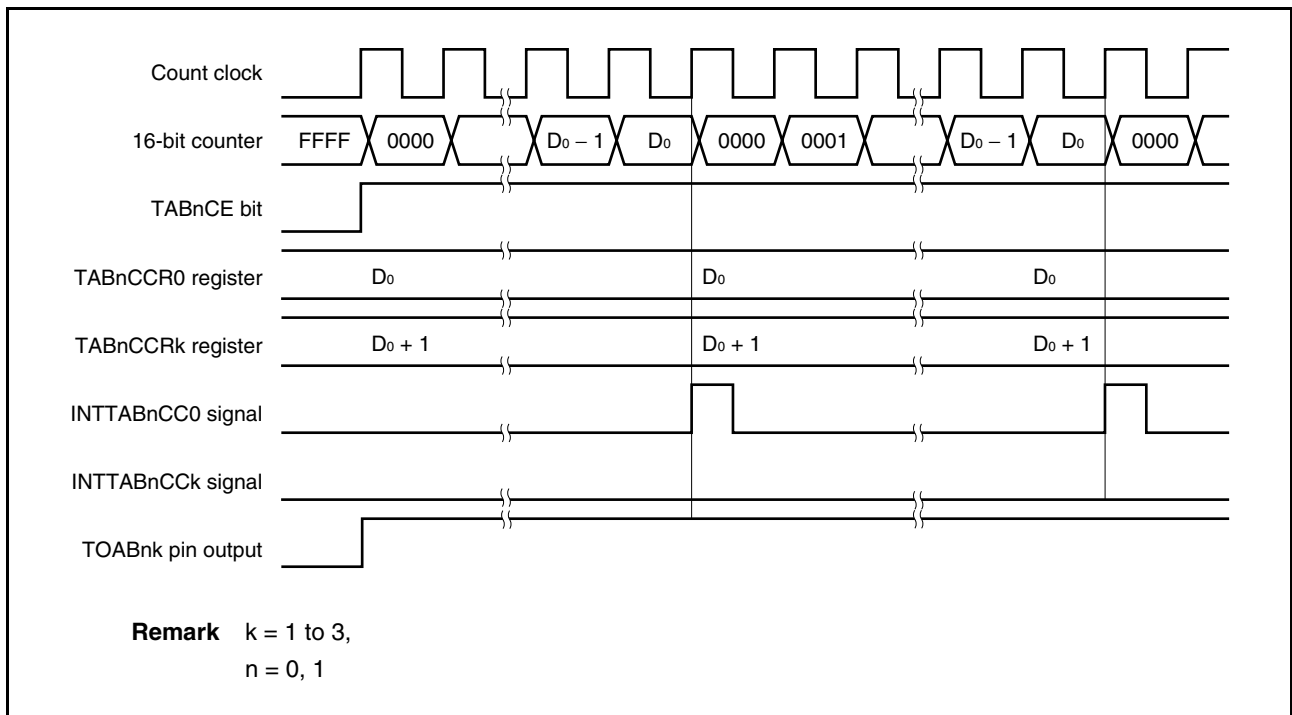 Count clock
16-bit counter FFFF 0000 D₀ − 1 D₀ 0000 0001 D₀ − 1 D₀ 0000
TABnCE bit
TABnCCR0 register D₀ D₀ D₀
TABnCCRk register D₀ + 1 D₀ + 1 D₀ + 1
INTTABnCC0 signal
INTTABnCCk signal
TOABnk pin output
Remark k = 1 to 3,
n = 0, 1